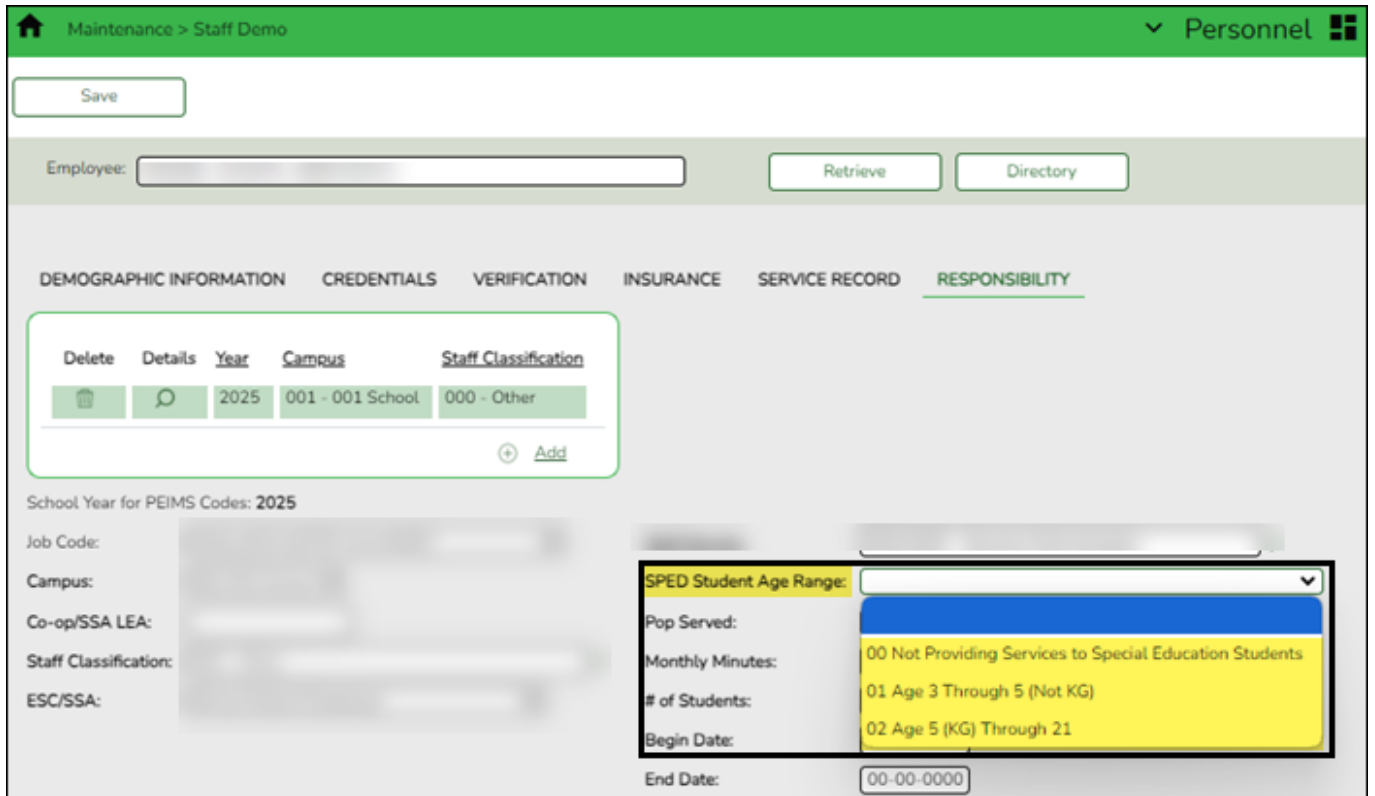 Maintenance > Staff Demo
Personnel
Save
Employee:
Retrieve
Directory
DEMOGRAPHIC INFORMATION CREDENTIALS VERIFICATION INSURANCE SERVICE RECORD RESPONSIBILITY
Delete Details Year Campus Staff Classification
2025 001 - 001 School 000 - Other
Add
School Year for PEIMS Codes: 2025
Job Code:
Campus:
Co-op/SSA LEA:
Staff Classification:
ESC/SSA:
SPED Student Age Range:
Pop Served:
Monthly Minutes:
# of Students:
Begin Date:
End Date: 00-00-0000
00 Not Providing Services to Special Education Students
01 Age 3 Through 5 (Not KG)
02 Age 5 (KG) Through 21